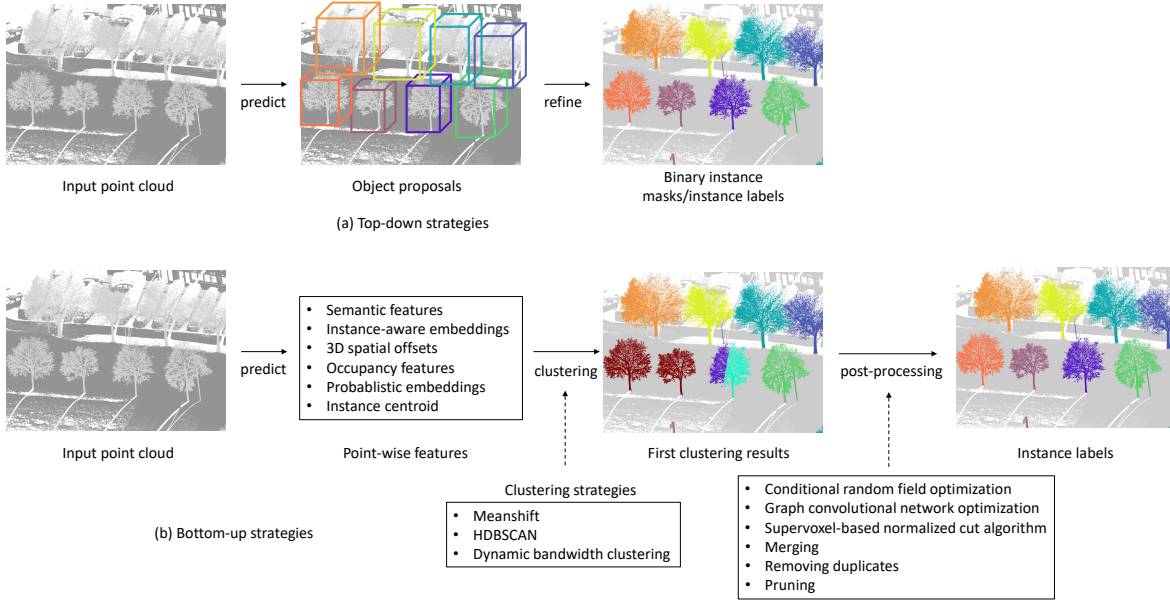 predict
refine
Input point cloud
Object proposals
Binary instance
masks/instance labels
(a) Top-down strategies
predict
• Semantic features
• Instance-aware embeddings
• 3D spatial offsets
• Occupancy features
• Probablistic embeddings
• Instance centroid
clustering
post-processing
Input point cloud
Point-wise features
First clustering results
Instance labels
Clustering strategies
• Meanshift
• HDBSCAN
• Dynamic bandwidth clustering
• Conditional random field optimization
• Graph convolutional network optimization
• Supervoxel-based normalized cut algorithm
• Merging
• Removing duplicates
• Pruning
(b) Bottom-up strategies